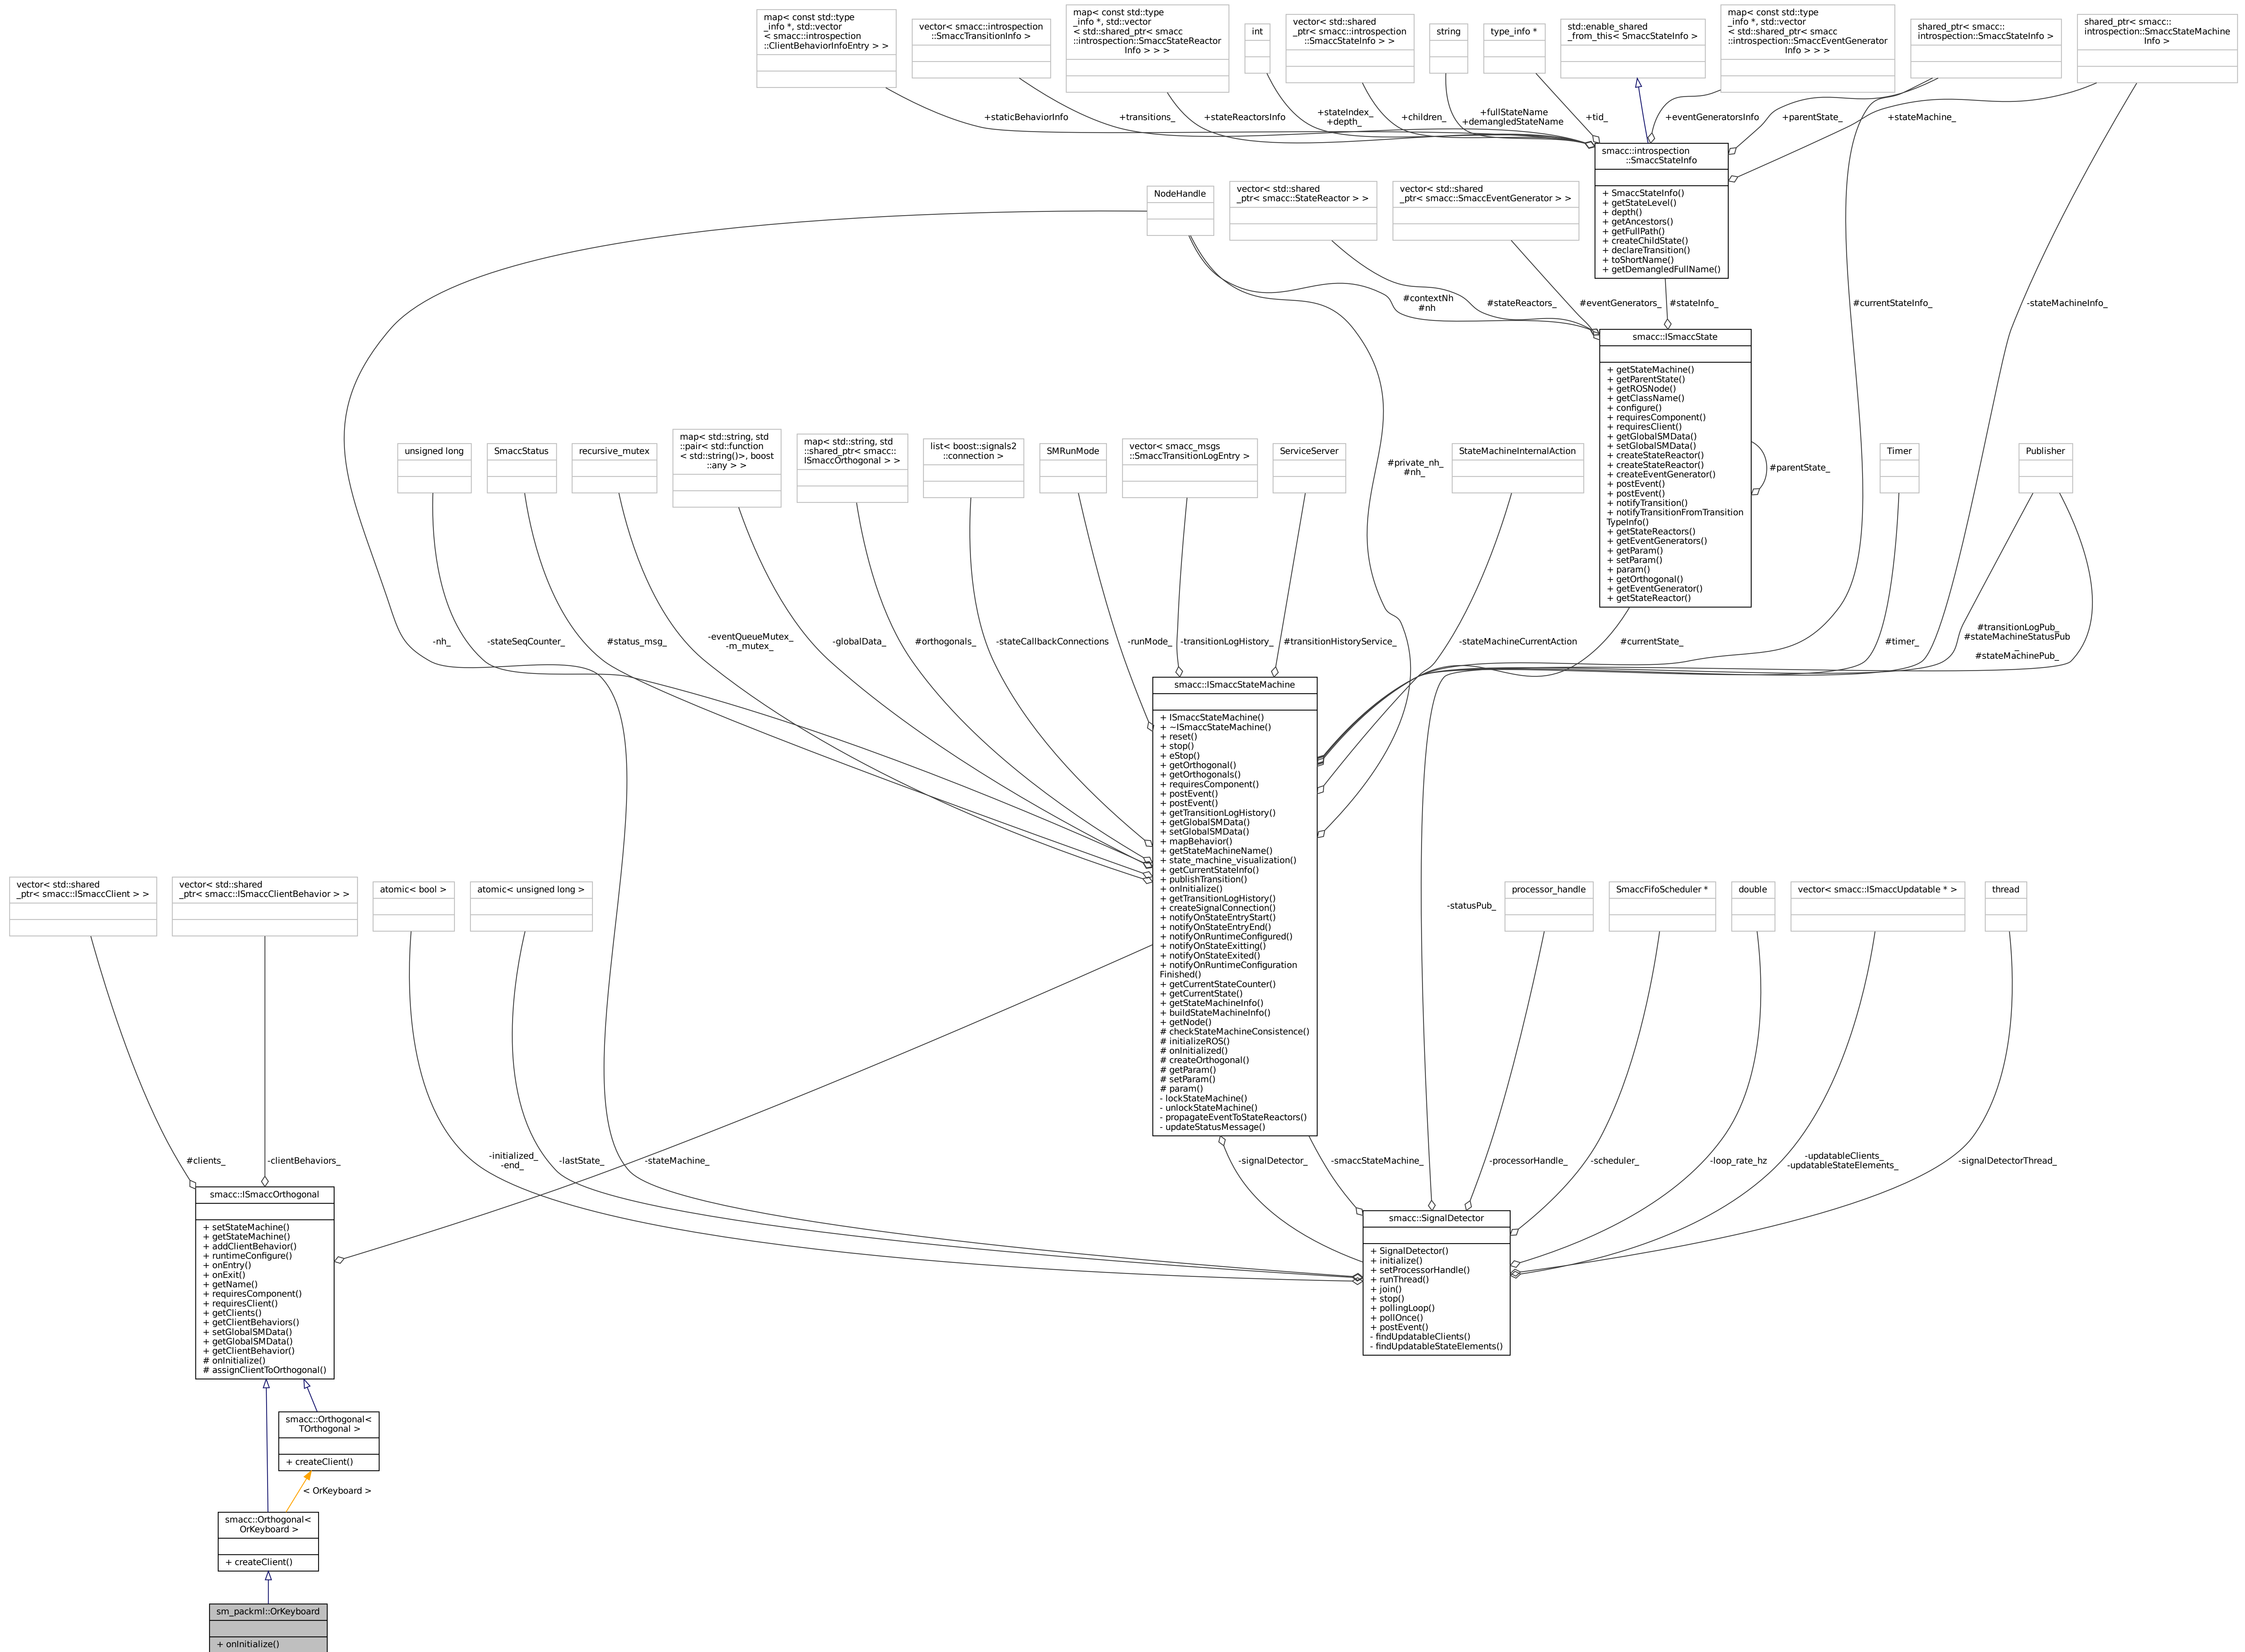 map< const std::type
_info *, std::vector
< smacc::introspection
::ClientBehaviorInfoEntry > >
vector< smacc::introspection
::SmaccTransitionInfo >
map< const std::type
_info *, std::vector
< std::shared_ptr< smacc
::introspection::SmaccStateReactor
Info > > >
int
vector< std::shared
_ptr< smacc::introspection
::SmaccStateInfo > >
string
type_info *
std::enable_shared
_from_this< SmaccStateInfo >
map< const std::type
_info *, std::vector
< std::shared_ptr< smacc
::introspection::SmaccEventGenerator
Info > > >
shared_ptr< smacc::
introspection::SmaccStateInfo >
shared_ptr< smacc::
introspection::SmaccStateMachine
Info >
+staticBehaviorInfo
+transitions_
+stateReactorsInfo
+stateIndex_
+depth_
+children_
+fullStateName
+demangledStateName
+tid_
+eventGeneratorsInfo
+parentState_
+stateMachine_
smacc::introspection
::SmaccStateInfo
+ SmaccStateInfo()
+ getStateLevel()
+ depth()
+ getAncestors()
+ getFullPath()
+ createChildState()
+ declareTransition()
+ toShortName()
+ getDemangledFullName()
NodeHandle
vector< std::shared
_ptr< smacc::StateReactor > >
vector< std::shared
_ptr< smacc::SmaccEventGenerator > >
#contextNh
#nh
#stateReactors_
#eventGenerators_
#stateInfo_
#currentStateInfo_
-stateMachineInfo_
smacc::ISmaccState
+ getStateMachine()
+ getParentState()
+ getROSNode()
+ getClassName()
+ configure()
+ requiresComponent()
+ requiresClient()
+ getGlobalSMData()
+ setGlobalSMData()
+ createStateReactor()
+ createStateReactor()
+ createEventGenerator()
+ postEvent()
+ postEvent()
+ notifyTransition()
+ notifyTransitionFromTransition
TypeInfo()
+ getStateReactors()
+ getEventGenerators()
+ getParam()
+ setParam()
+ param()
+ getOrthogonal()
+ getEventGenerator()
+ getStateReactor()
#parentState_
unsigned long
SmaccStatus
recursive_mutex
map< std::string, std
::pair< std::function
< std::string()>, boost
::any > >
map< std::string, std
::shared_ptr< smacc::
ISmaccOrthogonal > >
list< boost::signals2
::connection >
SMRunMode
vector< smacc_msgs
::SmaccTransitionLogEntry >
ServiceServer
#private_nh_
#nh_
StateMachineInternalAction
Timer
Publisher
-nh_
-stateSeqCounter_
#status_msg_
-eventQueueMutex_
-m_mutex_
-globalData_
#orthogonals_
-stateCallbackConnections
-runMode_
-transitionLogHistory_
#transitionHistoryService_
-stateMachineCurrentAction
#currentState_
#timer_
#transitionLogPub_
#stateMachineStatusPub
_
#stateMachinePub_
smacc::ISmaccStateMachine
+ ISmaccStateMachine()
+ ~ISmaccStateMachine()
+ reset()
+ stop()
+ eStop()
+ getOrthogonal()
+ getOrthogonals()
+ requiresComponent()
+ postEvent()
+ postEvent()
+ getTransitionLogHistory()
+ getGlobalSMData()
+ setGlobalSMData()
+ mapBehavior()
+ getStateMachineName()
+ state_machine_visualization()
+ getCurrentStateInfo()
+ publishTransition()
+ onInitialize()
+ getTransitionLogHistory()
+ createSignalConnection()
+ notifyOnStateEntryStart()
+ notifyOnStateEntryEnd()
+ notifyOnRuntimeConfigured()
+ notifyOnStateExitting()
+ notifyOnStateExited()
+ notifyOnRuntimeConfiguration
Finished()
+ getCurrentStateCounter()
+ getCurrentState()
+ getStateMachineInfo()
+ buildStateMachineInfo()
+ getNode()
# checkStateMachineConsistence()
# initializeROS()
# onInitialized()
# createOrthogonal()
# getParam()
# setParam()
# param()
- lockStateMachine()
- unlockStateMachine()
- propagateEventToStateReactors()
- updateStatusMessage()
vector< std::shared
_ptr< smacc::ISmaccClient > >
vector< std::shared
_ptr< smacc::ISmaccClientBehavior > >
atomic< bool >
atomic< unsigned long >
-statusPub_
processor_handle
SmaccFifoScheduler *
double
vector< smacc::ISmaccUpdatable * >
thread
#clients_
-clientBehaviors_
-initialized_
-end_
-lastState_
-stateMachine_
-signalDetector_
-smaccStateMachine_
-processorHandle_
-scheduler_
-loop_rate_hz
-updatableClients_
-updatableStateElements_
-signalDetectorThread_
smacc::ISmaccOrthogonal
+ setStateMachine()
+ getStateMachine()
+ addClientBehavior()
+ runtimeConfigure()
+ onEntry()
+ onExit()
+ getName()
+ requiresComponent()
+ requiresClient()
+ getClients()
+ getClientBehaviors()
+ setGlobalSMData()
+ getGlobalSMData()
+ getClientBehavior()
# onInitialize()
# assignClientToOrthogonal()
smacc::SignalDetector
+ SignalDetector()
+ initialize()
+ setProcessorHandle()
+ runThread()
+ join()
+ stop()
+ pollingLoop()
+ pollOnce()
+ postEvent()
- findUpdatableClients()
- findUpdatableStateElements()
smacc::Orthogonal<
TOrthogonal >
+ createClient()
< OrKeyboard >
smacc::Orthogonal<
OrKeyboard >
+ createClient()
sm_packml::OrKeyboard
+ onInitialize()